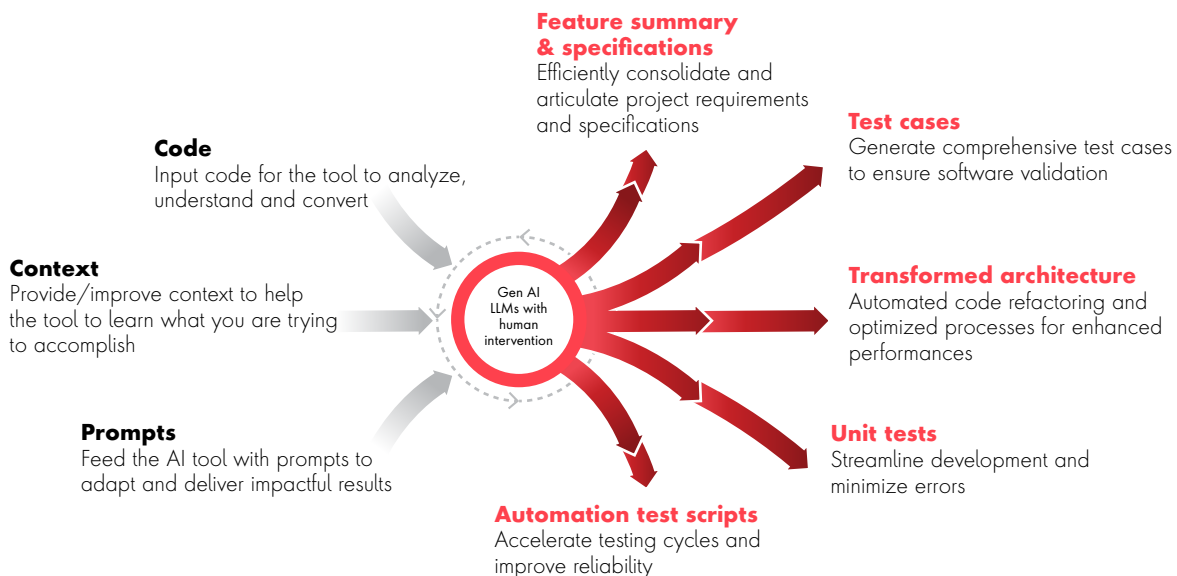 Feature summary
& specifications
Efficiently consolidate and
articulate project requirements
and specifications
Test cases
Generate comprehensive test cases
to ensure software validation
Code
Input code for the tool to analyze,
understand and convert
Context
Provide/improve context to help
the tool to learn what you are trying
to accomplish
Gen AI
LLMs with
human
intervention
Transformed architecture
Automated code refactoring and
optimized processes for enhanced
performances
Prompts
Feed the AI tool with prompts to
adapt and deliver impactful results
Unit tests
Streamline development and
minimize errors
Automation test scripts
Accelerate testing cycles and
improve reliability